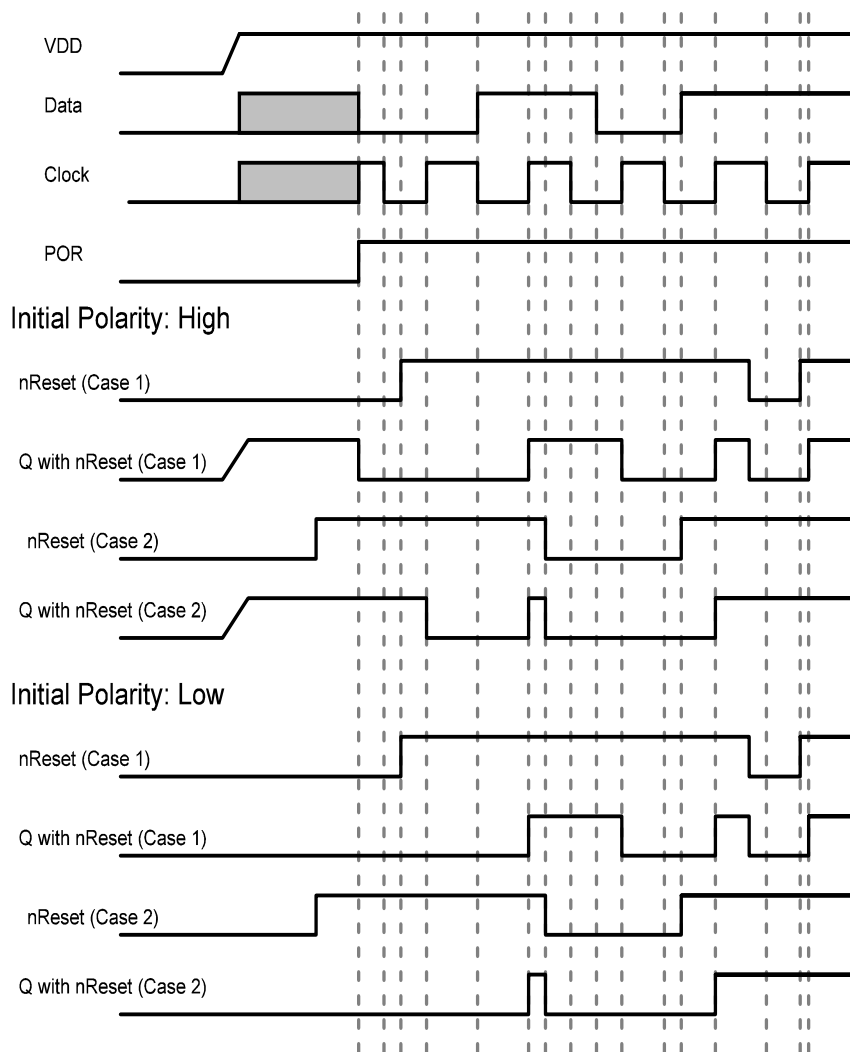 VDD
Data
Clock
POR
Initial Polarity: High
nReset (Case 1)
Q with nReset (Case 1)
nReset (Case 2)
Q with nReset (Case 2)
Initial Polarity: Low
nReset (Case 1)
Q with nReset (Case 1)
nReset (Case 2)
Q with nReset (Case 2)